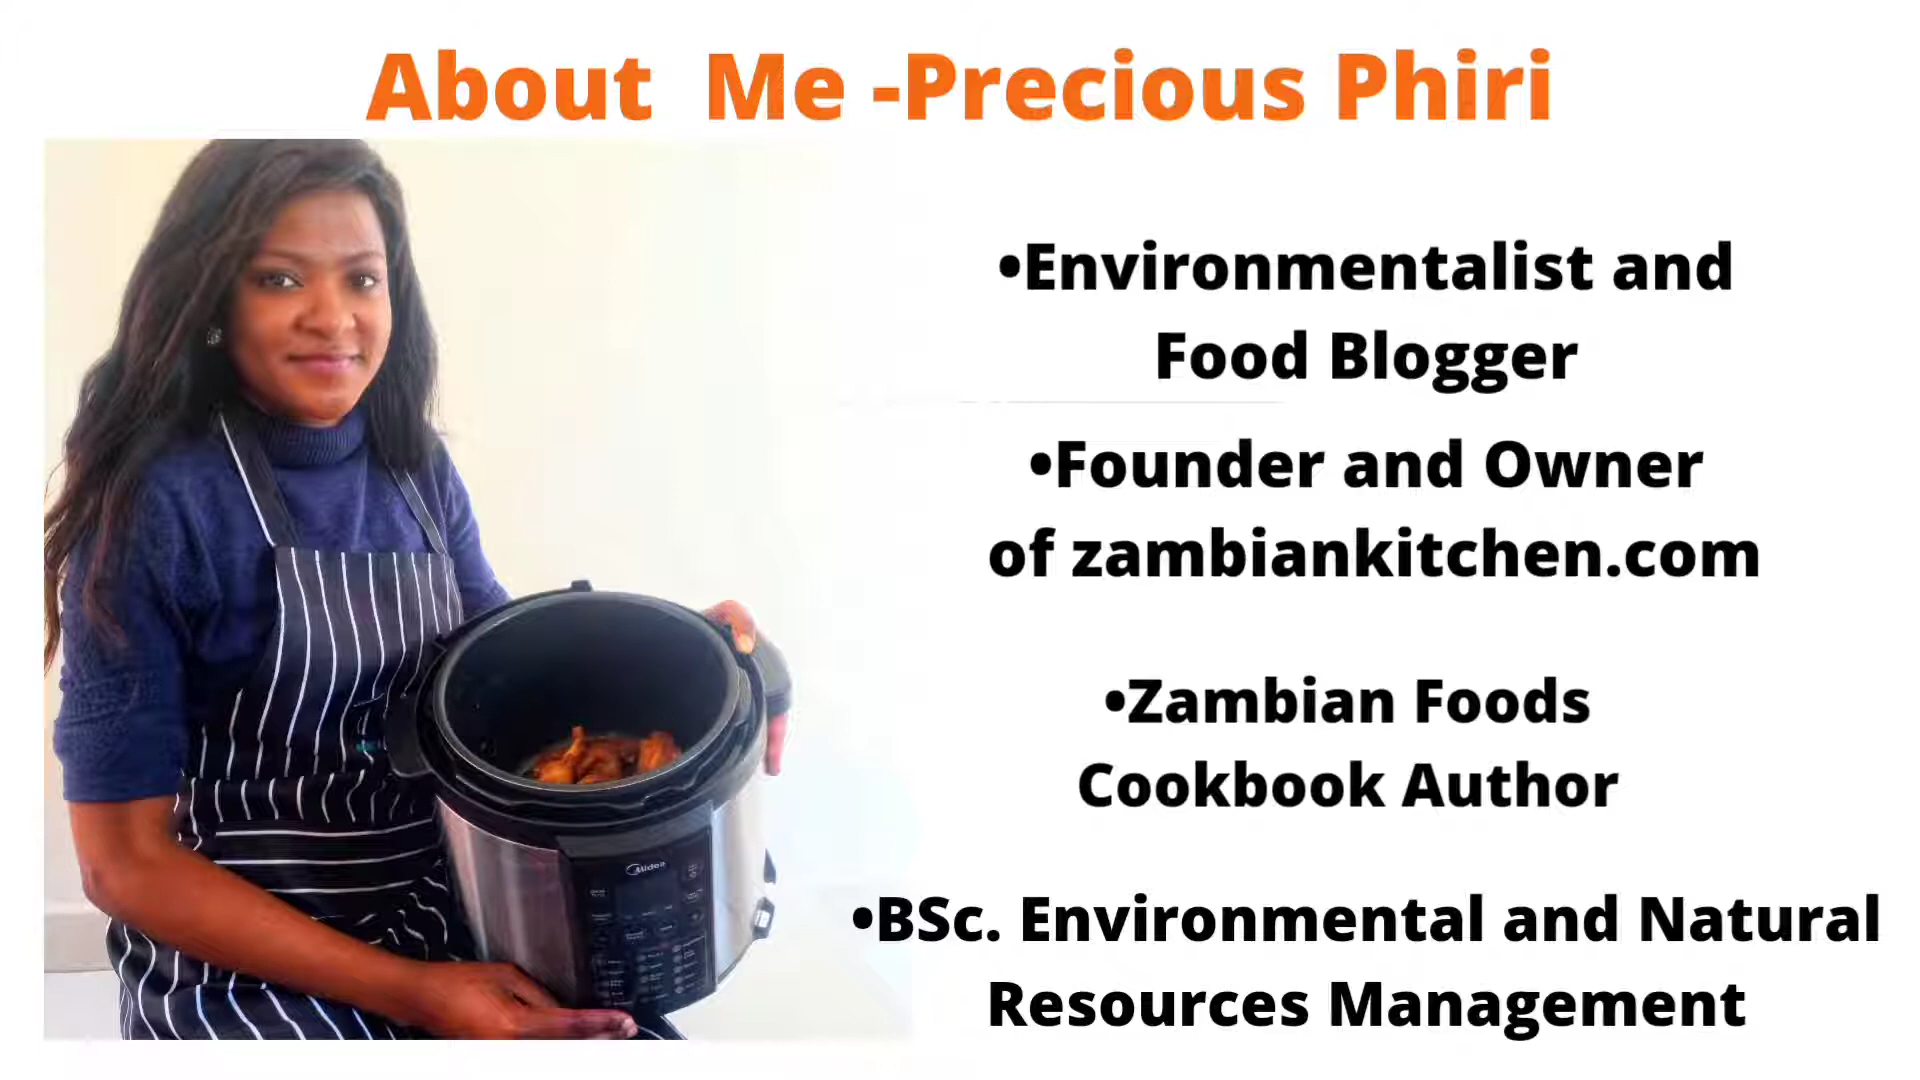 About Me -Precious Phiri
•Environmentalist and
Food Blogger
•Founder and Owner
of zambiankitchen.com
•Zambian Foods
Cookbook Author
•BSc. Environmental and Natural
Resources Management
Midea